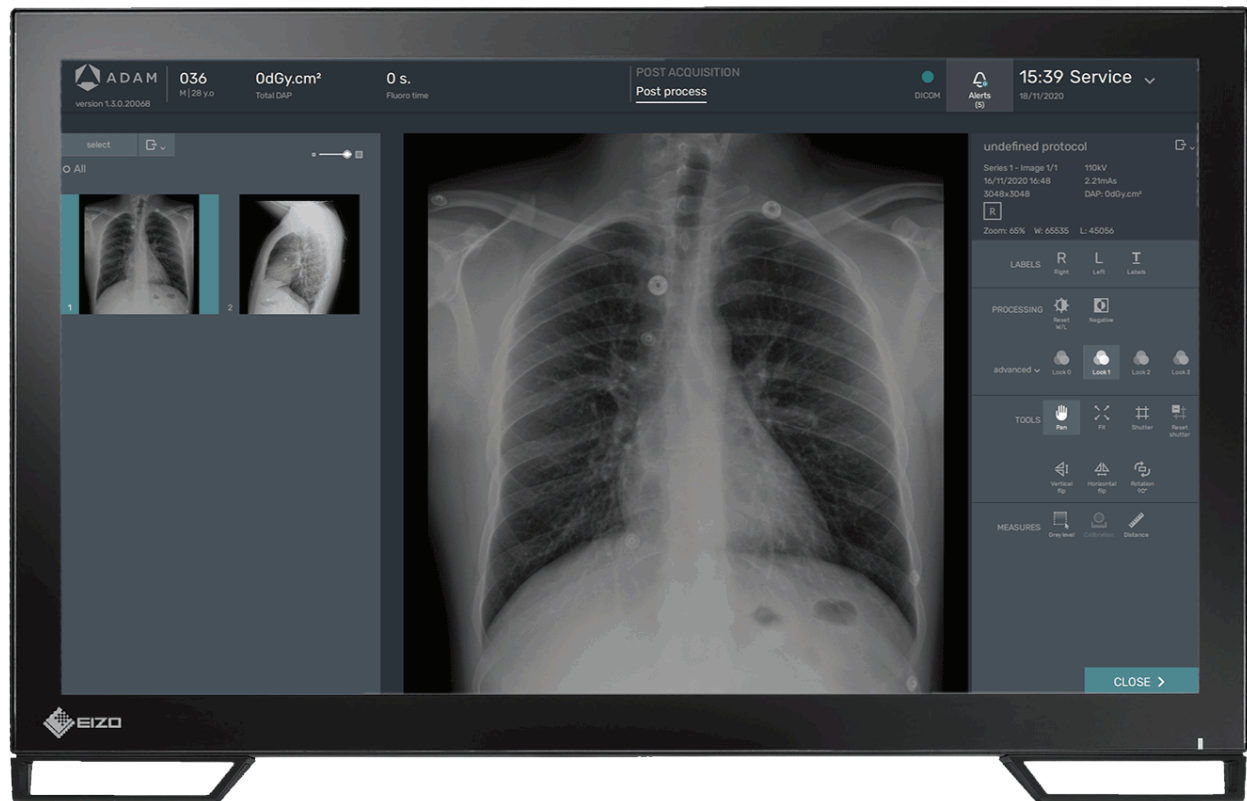 ADAM
version 1.3.0.20068
036
M | 28 y.o
0dGy.cm²
Total DAP
0 s.
Fluoro time
POST ACQUISITION
Post process
DICOM
Alerts
(5)
15:39 Service
18/11/2020
select
All
1
2
undefined protocol
Series 1 - Image 1/1 110kV
16/11/2020 16:48 2.21mAs
3048x3048 DAP: 0dGy.cm²
R
Zoom: 65% W: 65535 L: 45056
LABELS
R
Right
L
Left
T
Labels
PROCESSING
Reset
W/L
Negative
advanced
Look 0
Look 1
Look 2
Look 3
TOOLS
Pan
Fit
Shutter
Reset
shutter
Vertical
flip
Horizontal
flip
Rotation
90°
MEASURES
Grey level
Calibration
Distance
CLOSE
EIZO